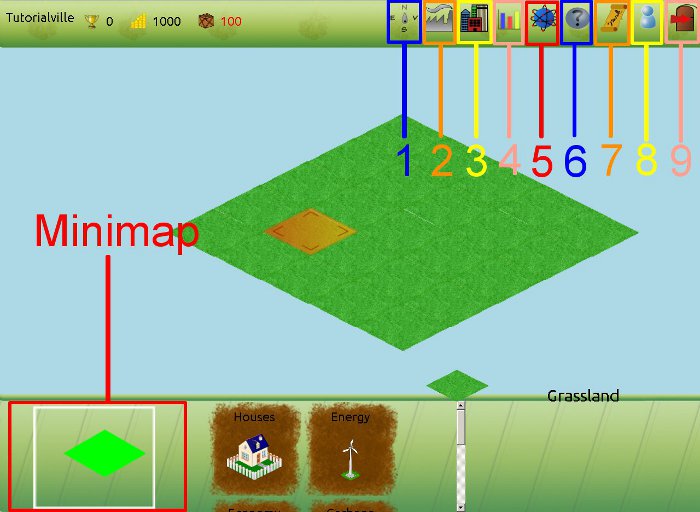 Tutorialville 0 1000 100
N
E V
S
1 2 3 4 5 6 7 8 9
Minimap
Grassland
Houses Energy